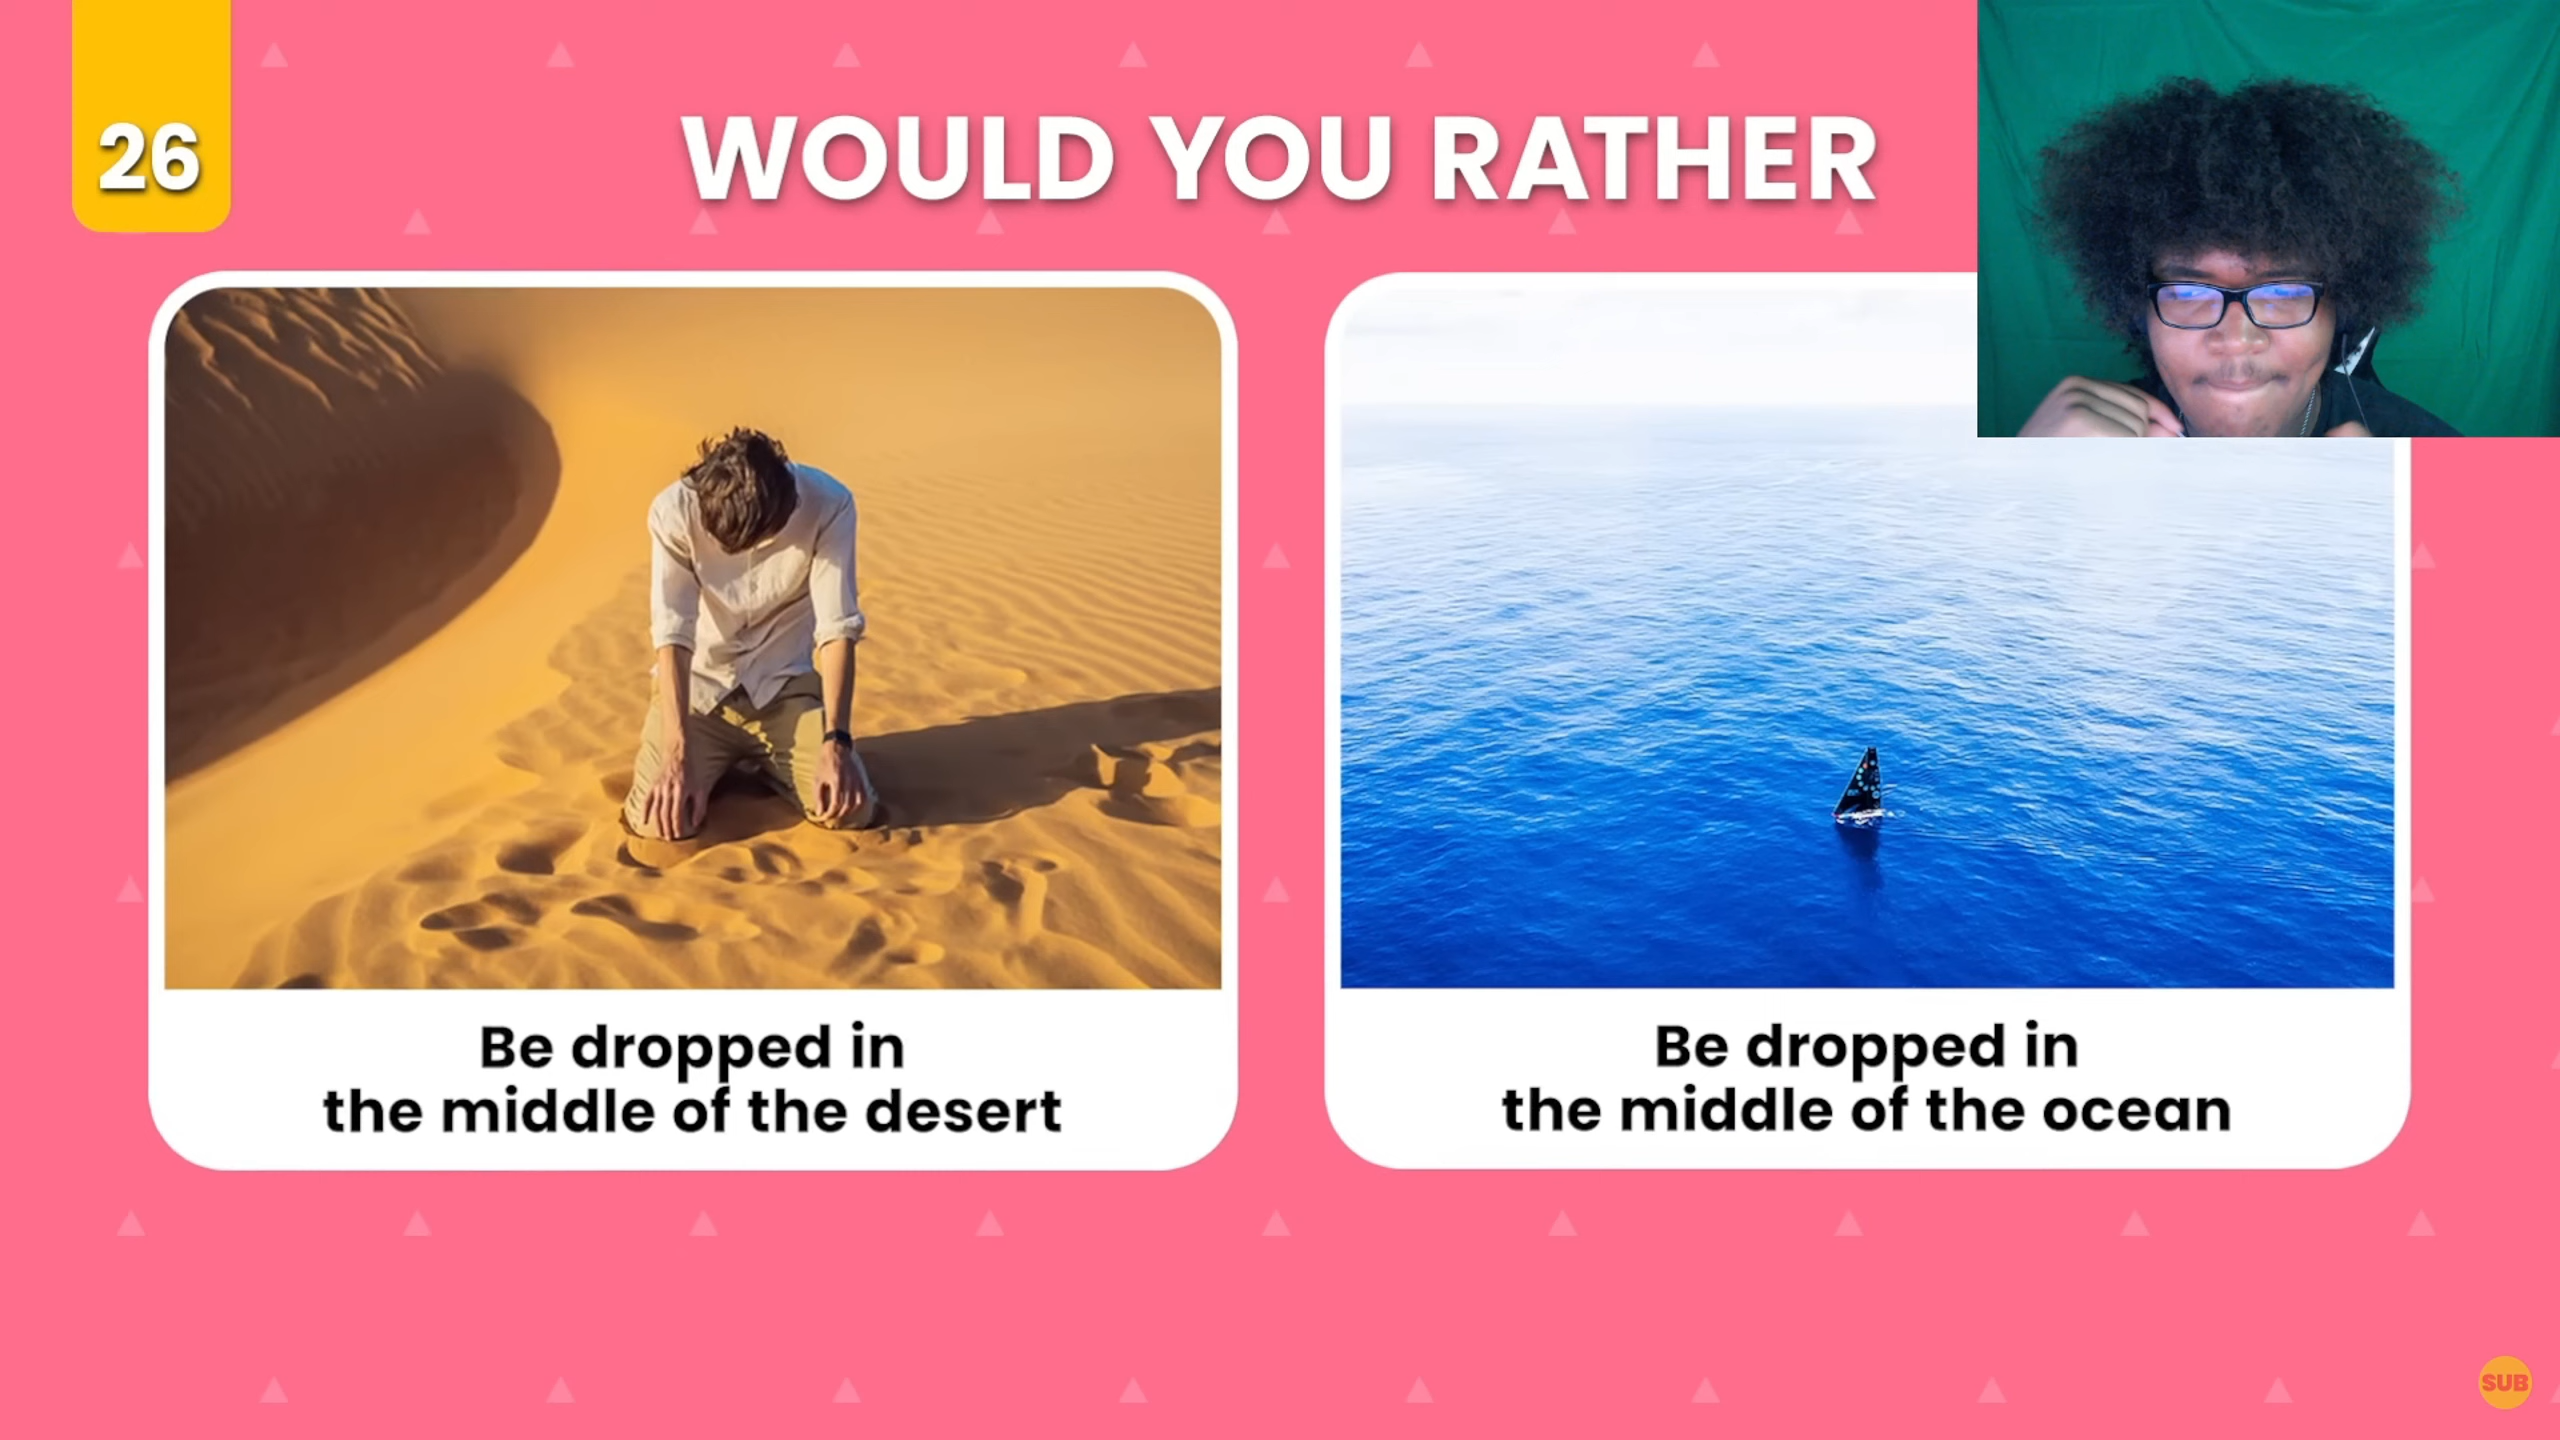 26
WOULD YOU RATHER
Be dropped in
the middle of the desert
Be dropped in
the middle of the ocean
SUB